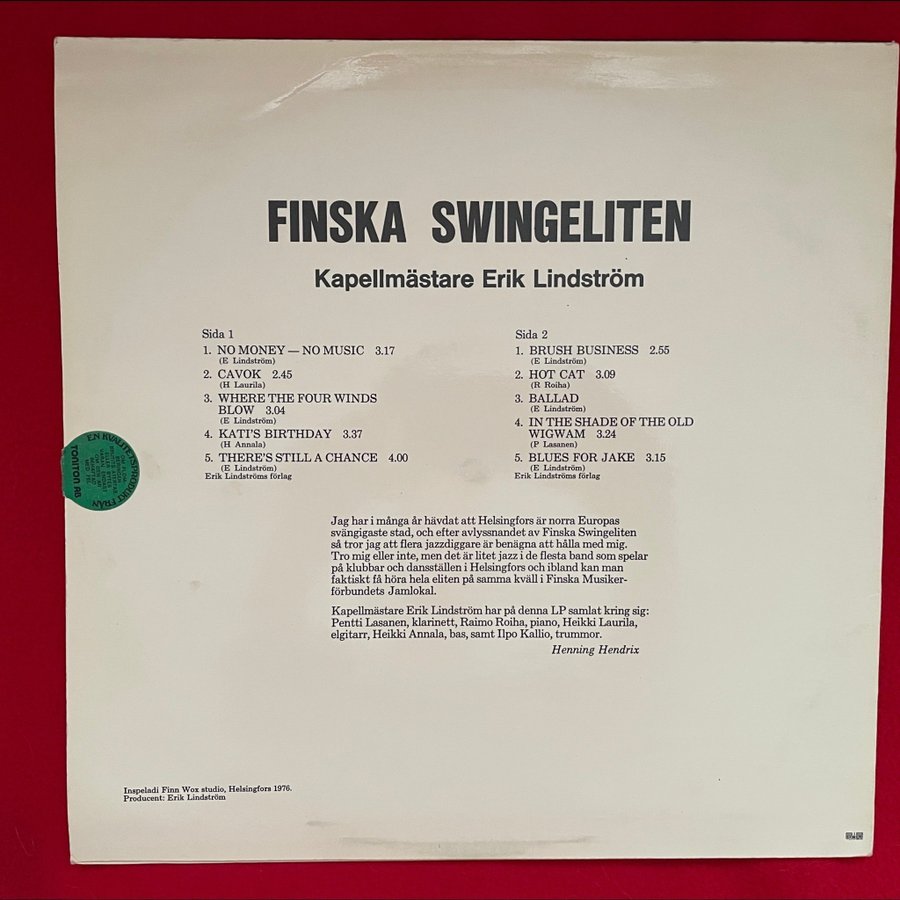 FINSKA SWINGELITEN
Kapellmästare Erik Lindström
Sida 1
1. NO MONEY — NO MUSIC 3.17
(E Lindström)
2. CAVOK 2.45
(H Laurila)
3. WHERE THE FOUR WINDS
BLOW 3.04
(E Lindström)
4. KATI'S BIRTHDAY 3.37
(H Annala)
5. THERE'S STILL A CHANCE 4.00
(E Lindström)
Erik Lindströms förlag
Sida 2
1. BRUSH BUSINESS 2.55
(E Lindström)
2. HOT CAT 3.09
(R Roiha)
3. BALLAD
(E Lindström)
4. IN THE SHADE OF THE OLD
WIGWAM 3.24
(P Lasanen)
5. BLUES FOR JAKE 3.15
(E Lindström)
Erik Lindströms förlag
EN KVALITETSPRODUKT FRÅN
TONITON AB
Jag har i många år hävdat att Helsingfors är norra Europas
svängigaste stad, och efter avlyssnandet av Finska Swingeliten
så tror jag att flera jazzdiggare är benägna att hålla med mig.
Tro mig eller inte, men det är litet jazz i de flesta band som spelar
på klubbar och dansställen i Helsingfors och ibland kan man
faktiskt få höra hela eliten på samma kväll i Finska Musiker-
förbundets Jamlokal.
Kapellmästare Erik Lindström har på denna LP samlat kring sig:
Pentti Lasanen, klarinett, Raimo Roiha, piano, Heikki Laurila,
elgitarr, Heikki Annala, bas, samt Ilpo Kallio, trummor.
Henning Hendrix
Inspeladi Finn Wox studio, Helsingfors 1976.
Producent: Erik Lindström